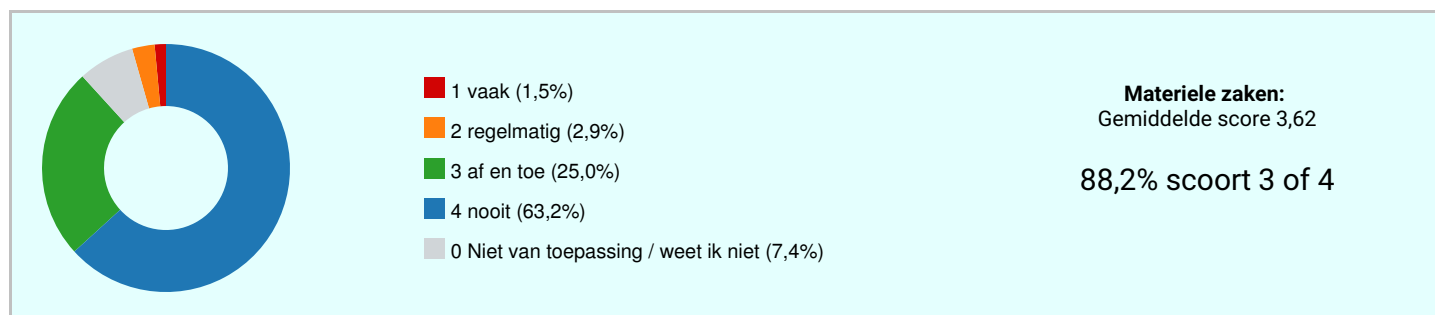 1 vaak (1,5%)
2 regelmatig (2,9%)
3 af en toe (25,0%)
4 nooit (63,2%)
0 Niet van toepassing / weet ik niet (7,4%)
Materiele zaken:
Gemiddelde score 3,62
88,2% scoort 3 of 4